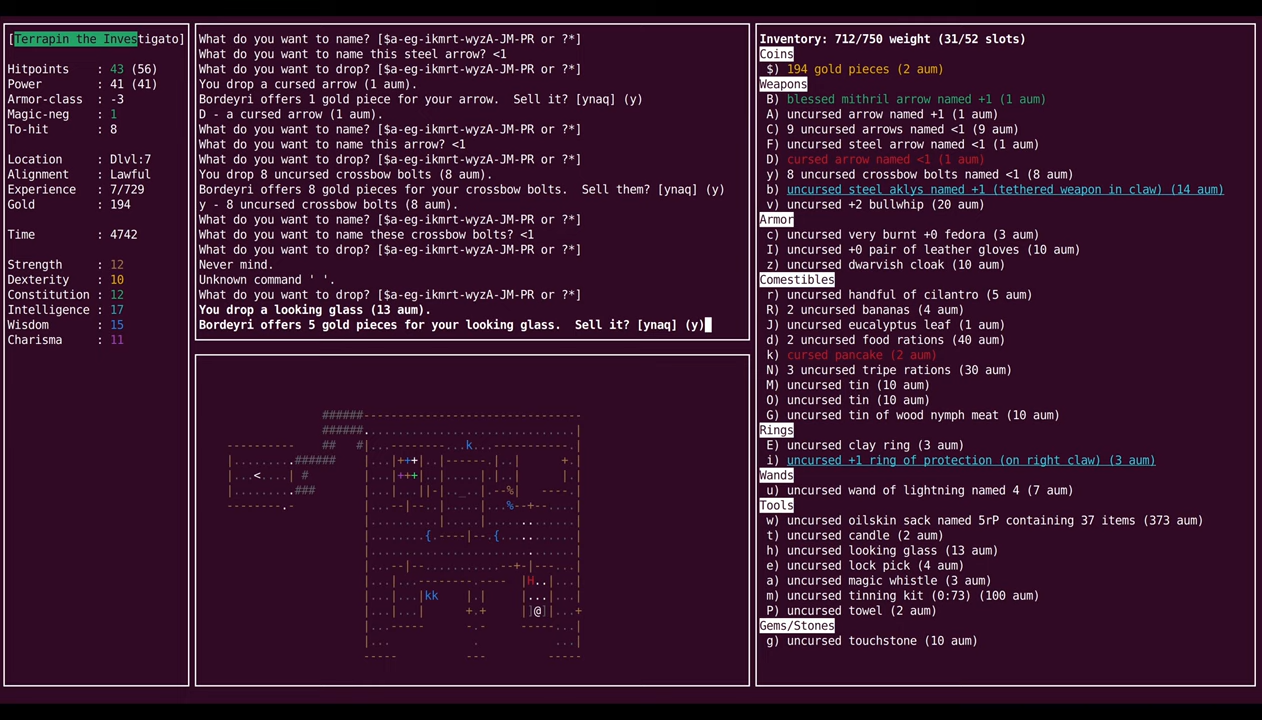 [Terrapin the Investigato]
Hitpoints : 43 (56)
Power : 41 (41)
Armor-class : -3
Magic-neg : 1
To-hit : 8
Location : Dlvl:7
Alignment : Lawful
Experience : 7/729
Gold : 194
Time : 4742
Strength : 12
Dexterity : 10
Constitution : 12
Intelligence : 17
Wisdom : 15
Charisma : 11
What do you want to name? [$a-eg-ikmrt-wyzA-JM-PR or ?*]
What do you want to name this steel arrow? <1
What do you want to drop? [$a-eg-ikmrt-wyzA-JM-PR or ?*]
You drop a cursed arrow (1 aum).
Bordeyri offers 1 gold piece for your arrow.  Sell it? [ynaq] (y)
D - a cursed arrow (1 aum).
What do you want to name? [$a-eg-ikmrt-wyzA-JM-PR or ?*]
What do you want to name this arrow? <1
What do you want to drop? [$a-eg-ikmrt-wyzA-JM-PR or ?*]
You drop 8 uncursed crossbow bolts (8 aum).
Bordeyri offers 8 gold pieces for your crossbow bolts.  Sell them? [ynaq] (y)
y - 8 uncursed crossbow bolts (8 aum).
What do you want to name? [$a-eg-ikmrt-wyzA-JM-PR or ?*]
What do you want to name these crossbow bolts? <1
What do you want to drop? [$a-eg-ikmrt-wyzA-JM-PR or ?*]
Never mind.
Unknown command ' '.
What do you want to drop? [$a-eg-ikmrt-wyzA-JM-PR or ?*]
You drop a looking glass (13 aum).
Bordeyri offers 5 gold pieces for your looking glass.  Sell it? [ynaq] (y)
Inventory: 712/750 weight (31/52 slots)
Coins
$) 194 gold pieces (2 aum)
Weapons
B) blessed mithril arrow named +1 (1 aum)
A) uncursed arrow named +1 (1 aum)
C) 9 uncursed arrows named <1 (9 aum)
F) uncursed steel arrow named <1 (1 aum)
D) cursed arrow named <1 (1 aum)
y) 8 uncursed crossbow bolts named <1 (8 aum)
b) uncursed steel aklys named +1 (tethered weapon in claw) (14 aum)
v) uncursed +2 bullwhip (20 aum)
Armor
c) uncursed very burnt +0 fedora (3 aum)
I) uncursed +0 pair of leather gloves (10 aum)
z) uncursed dwarvish cloak (10 aum)
Comestibles
r) uncursed handful of cilantro (5 aum)
R) 2 uncursed bananas (4 aum)
J) uncursed eucalyptus leaf (1 aum)
d) 2 uncursed food rations (40 aum)
k) cursed pancake (2 aum)
N) 3 uncursed tripe rations (30 aum)
M) uncursed tin (10 aum)
O) uncursed tin (10 aum)
G) uncursed tin of wood nymph meat (10 aum)
Rings
E) uncursed clay ring (3 aum)
i) uncursed +1 ring of protection (on right claw) (3 aum)
Wands
u) uncursed wand of lightning named 4 (7 aum)
Tools
w) uncursed oilskin sack named 5rP containing 37 items (373 aum)
t) uncursed candle (2 aum)
h) uncursed looking glass (13 aum)
e) uncursed lock pick (4 aum)
a) uncursed magic whistle (3 aum)
m) uncursed tinning kit (0:73) (100 aum)
P) uncursed towel (2 aum)
Gems/Stones
g) uncursed touchstone (10 aum)